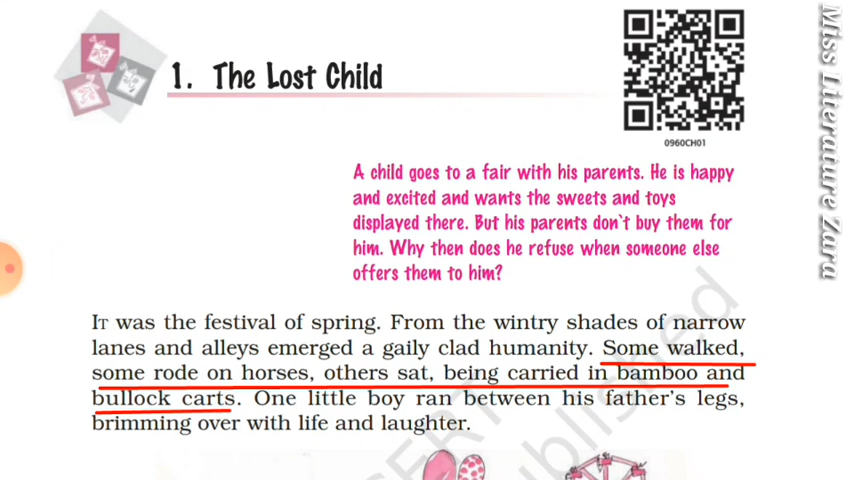 1. The Lost Child
0960CH01
A child goes to a fair with his parents. He is happy
and excited and wants the sweets and toys
displayed there. But his parents don`t buy them for
him. Why then does he refuse when someone else
offers them to him?
IT was the festival of spring. From the wintry shades of narrow
lanes and alleys emerged a gaily clad humanity. Some walked,
some rode on horses, others sat, being carried in bamboo and
bullock carts. One little boy ran between his father's legs,
brimming over with life and laughter.
Miss Literature Zara